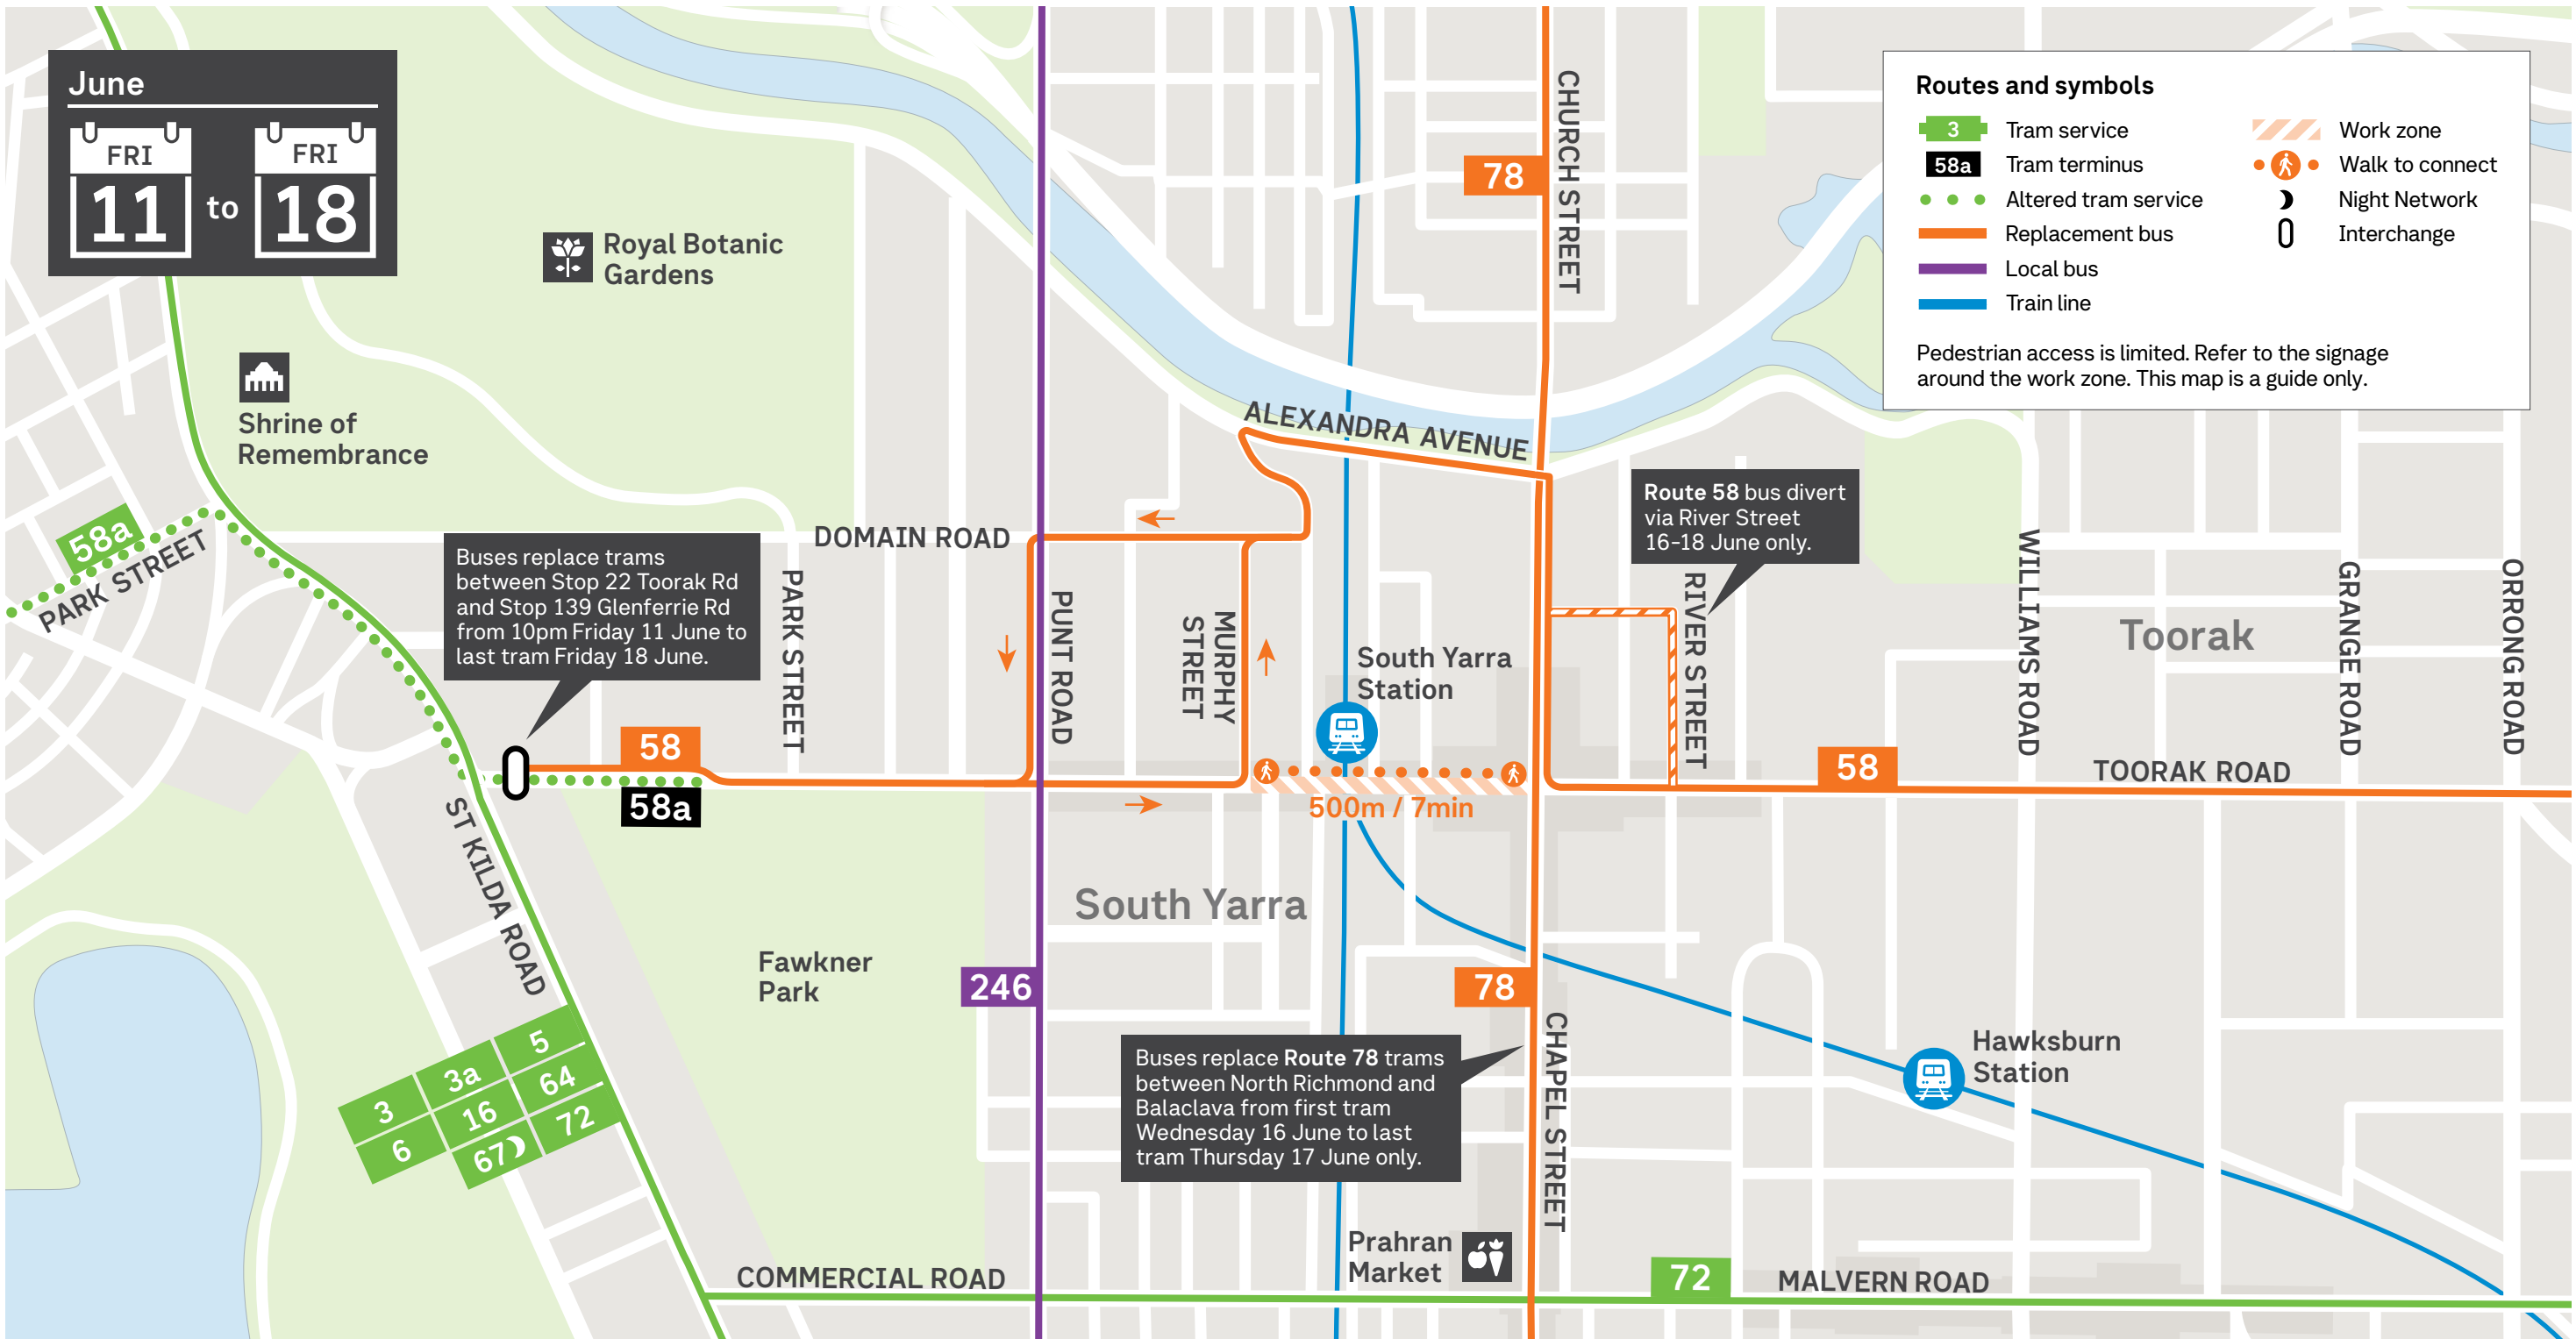 June
FRI
11
to
FRI
18
Routes and symbols
3 Tram service
58a Tram terminus
Altered tram service
Replacement bus
Local bus
Train line
Work zone
Walk to connect
Night Network
Interchange
Pedestrian access is limited. Refer to the signage
around the work zone. This map is a guide only.
Royal Botanic
Gardens
Shrine of
Remembrance
78
CHURCH STREET
ALEXANDRA AVENUE
Route 58 bus divert
via River Street
16-18 June only.
58a
PARK STREET
Buses replace trams
between Stop 22 Toorak Rd
and Stop 139 Glenferrie Rd
from 10pm Friday 11 June to
last tram Friday 18 June.
DOMAIN ROAD
PARK STREET
PUNT ROAD
MURPHY
STREET
South Yarra
Station
RIVER STREET
WILLIAMS ROAD
Toorak
GRANGE ROAD
ORRONG ROAD
58
58a
58
TOORAK ROAD
500m / 7min
ST KILDA ROAD
South Yarra
Fawkner
Park
246
78
CHAPEL STREET
Buses replace Route 78 trams
between North Richmond and
Balaclava from first tram
Wednesday 16 June to last
tram Thursday 17 June only.
Hawksburn
Station
3
3a
5
6
16
64
67
72
Prahran
Market
COMMERCIAL ROAD
72
MALVERN ROAD